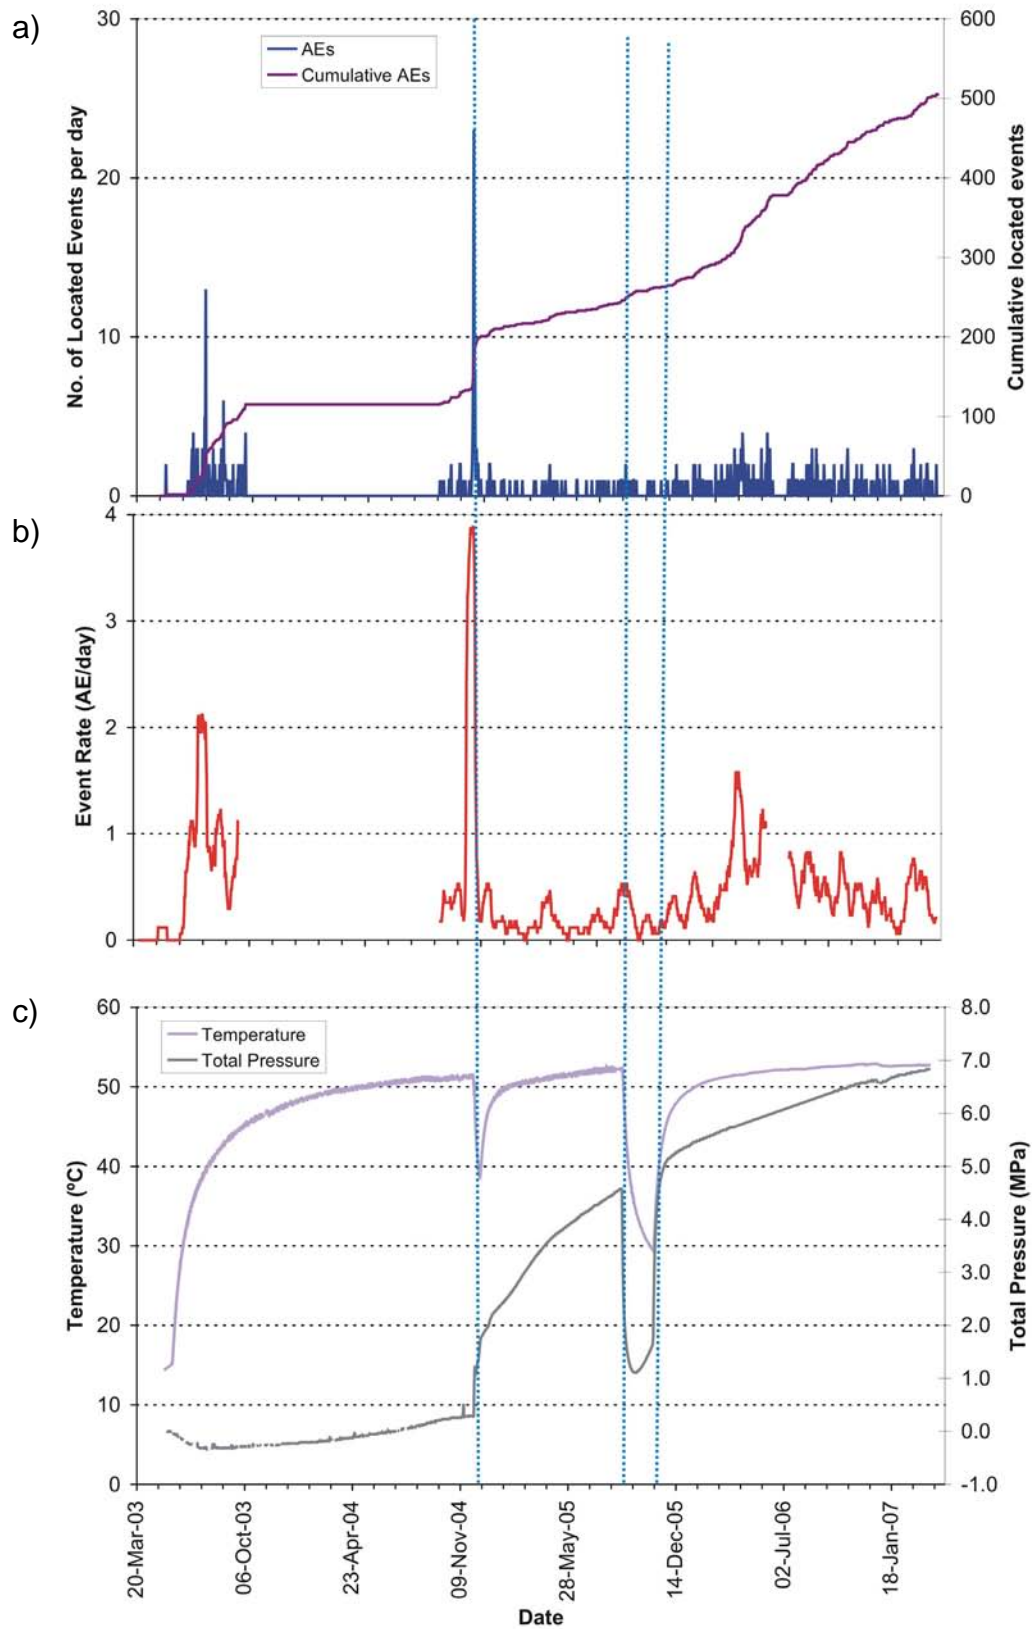 a)
No. of Located Events per day
30
20
10
0
AEs
Cumulative AEs
600
500
400
300
200
100
0
Cumulative located events
b)
Event Rate (AE/day)
4
3
2
1
0
c)
Temperature (ºC)
60
50
40
30
20
10
0
Temperature
Total Pressure
8.0
7.0
6.0
5.0
4.0
3.0
2.0
1.0
0.0
-1.0
Total Pressure (MPa)
20-Mar-03
06-Oct-03
23-Apr-04
09-Nov-04
28-May-05
14-Dec-05
02-Jul-06
18-Jan-07
Date